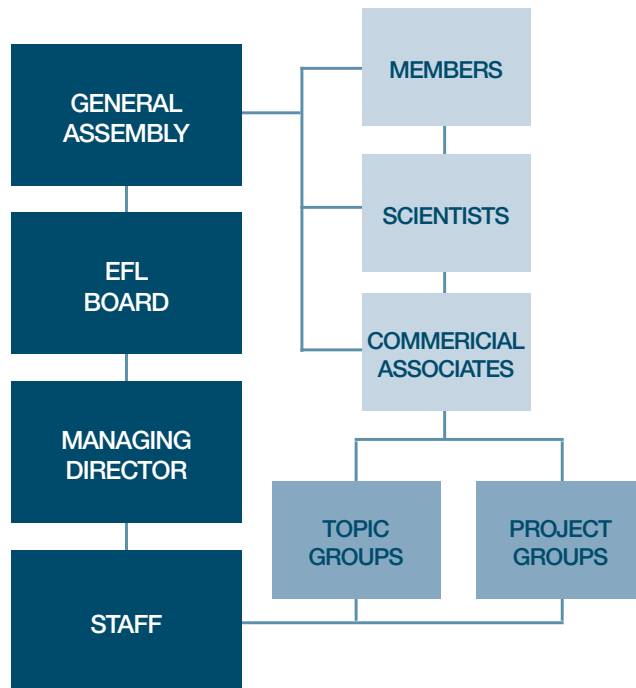 GENERAL
ASSEMBLY
EFL
BOARD
MANAGING
DIRECTOR
STAFF
MEMBERS
SCIENTISTS
COMMERICIAL
ASSOCIATES
TOPIC
GROUPS
PROJECT
GROUPS